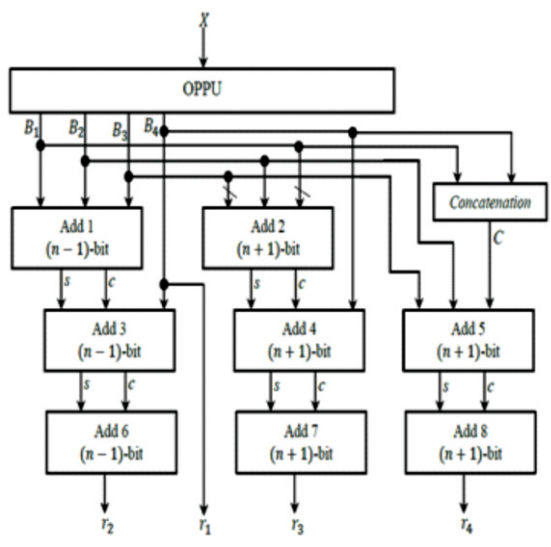 X
OPPU
B₁ B₂ B₃ B₄
Concatenation
Add 1
(n − 1)-bit
Add 2
(n + 1)-bit
C
s c s c
Add 3
(n − 1)-bit
Add 4
(n + 1)-bit
Add 5
(n + 1)-bit
s c s c s c
Add 6
(n − 1)-bit
Add 7
(n + 1)-bit
Add 8
(n + 1)-bit
r₂ r₁ r₃ r₄